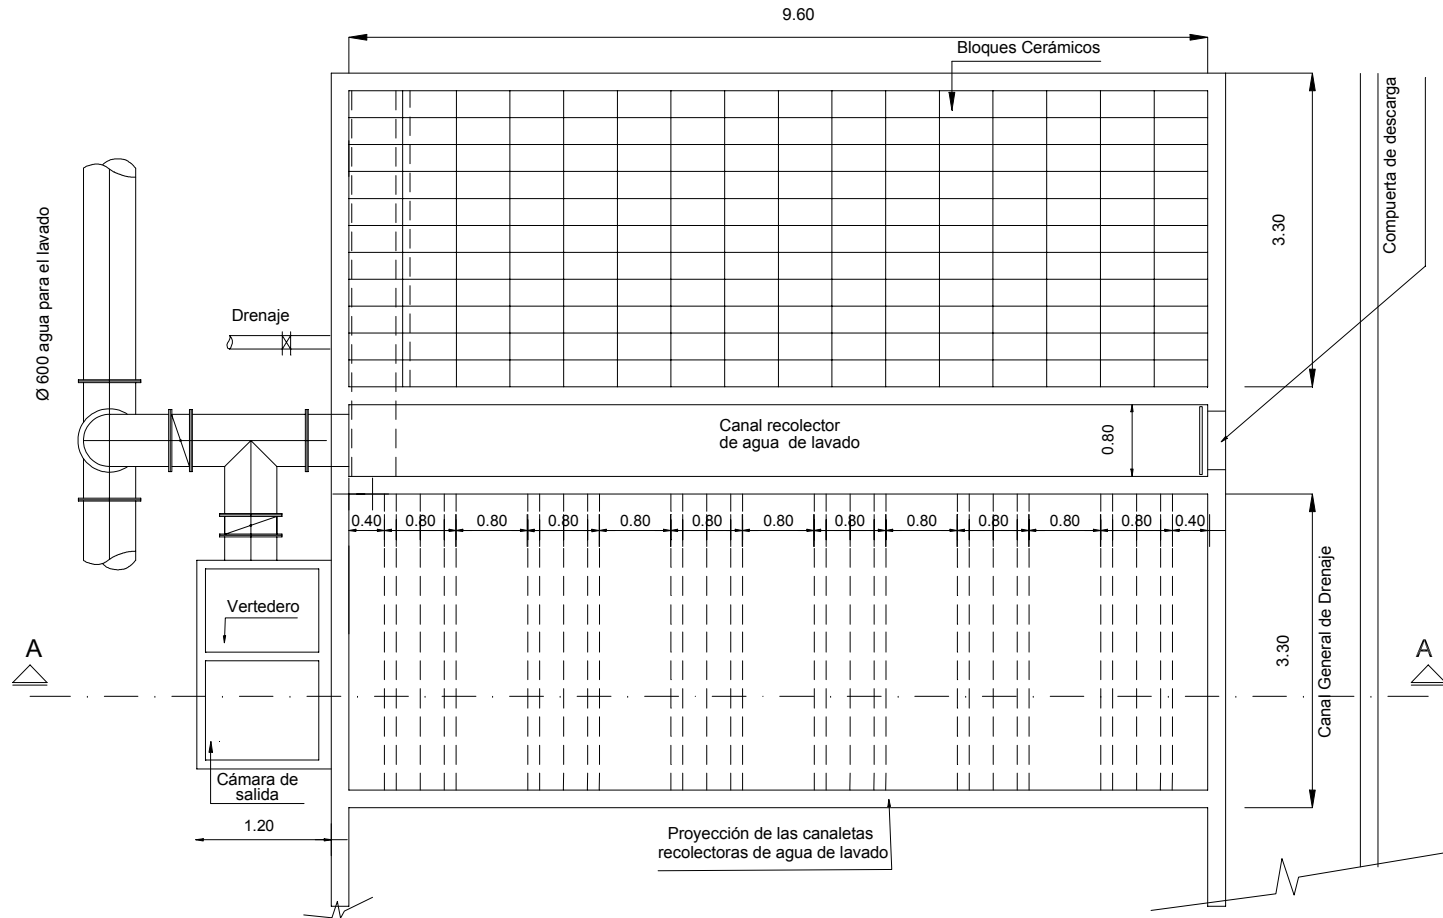 9.60
Bloques Cerámicos
Compuerta de descarga
3.30
Ø 600 agua para el lavado
Drenaje
Canal recolector
de agua de lavado
0.80
0.40 0.80 0.80 0.80 0.80 0.80 0.80 0.80 0.80 0.80 0.80 0.80 0.40
Vertedero
Canal General de Drenaje
3.30
A
A
Cámara de
salida
1.20
Proyección de las canaletas
recolectoras de agua de lavado